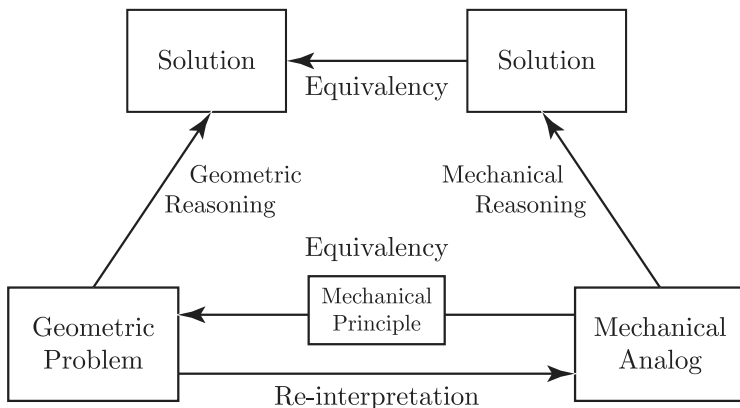 Solution
Solution
Equivalency
Geometric
Reasoning
Mechanical
Reasoning
Equivalency
Mechanical
Principle
Geometric
Problem
Mechanical
Analog
Re-interpretation